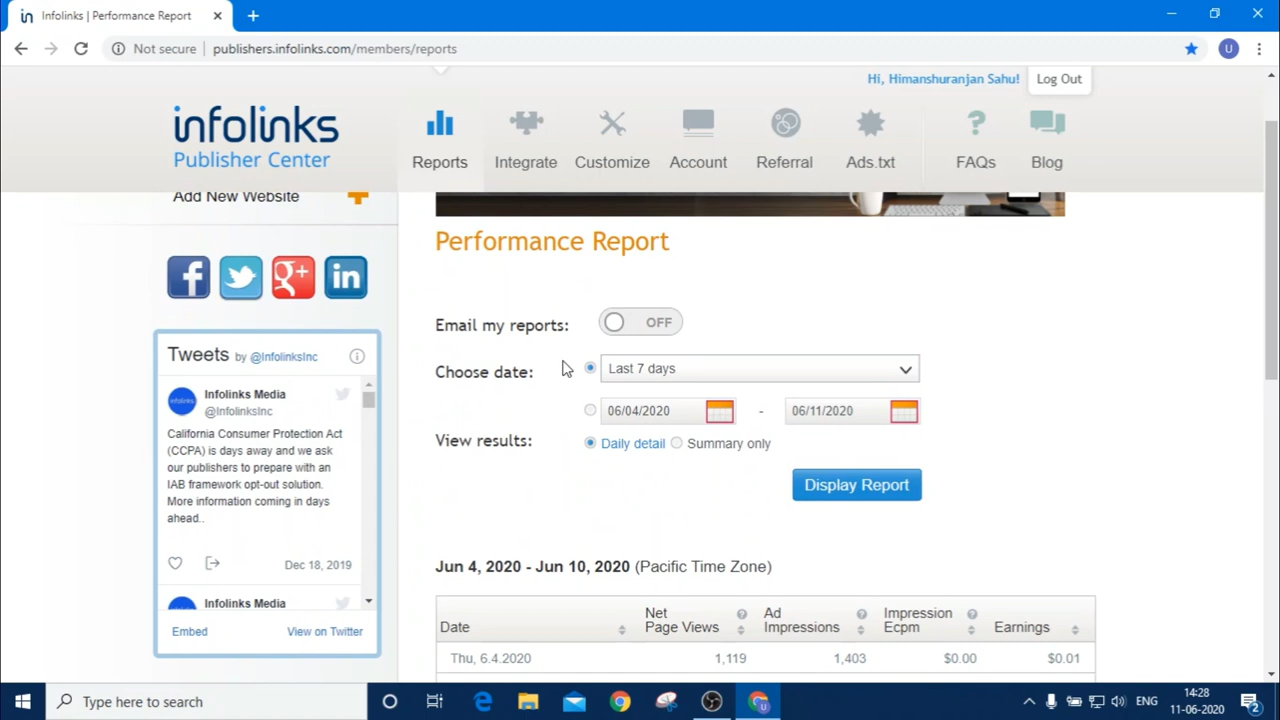 Infolinks | Performance Report
Not secure | publishers.infolinks.com/members/reports
U
Hi, Himanshuranjan Sahu!
Log Out
infolinks
Publisher Center
Reports
Integrate
Customize
Account
Referral
Ads.txt
FAQs
Blog
Add New Website
Performance Report
Email my reports:
OFF
Choose date:
Last 7 days
06/04/2020 - 06/11/2020
View results:
Daily detail
Summary only
Display Report
Tweets by @InfolinksInc
Infolinks Media
@InfolinksInc
California Consumer Protection Act
(CCPA) is days away and we ask
our publishers to prepare with an
IAB framework opt-out solution.
More information coming in days
ahead..
Dec 18, 2019
Infolinks Media
Embed
View on Twitter
Jun 4, 2020 - Jun 10, 2020 (Pacific Time Zone)
Date
Net
Page Views
Ad
Impressions
Impression
Ecpm
Earnings
Thu, 6.4.2020 1,119 1,403 $0.00 $0.01
Type here to search
ENG
14:28
11-06-2020
2